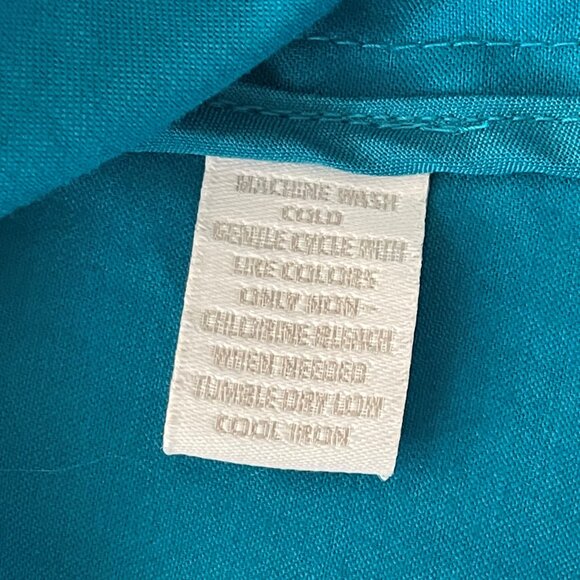 MACHINE WASH
COLD
GENTLE CYCLE WITH
LIKE COLORS
ONLY NON-
CHLORINE BLEACH
WHEN NEEDED
TUMBLE DRY LOW
COOL IRON